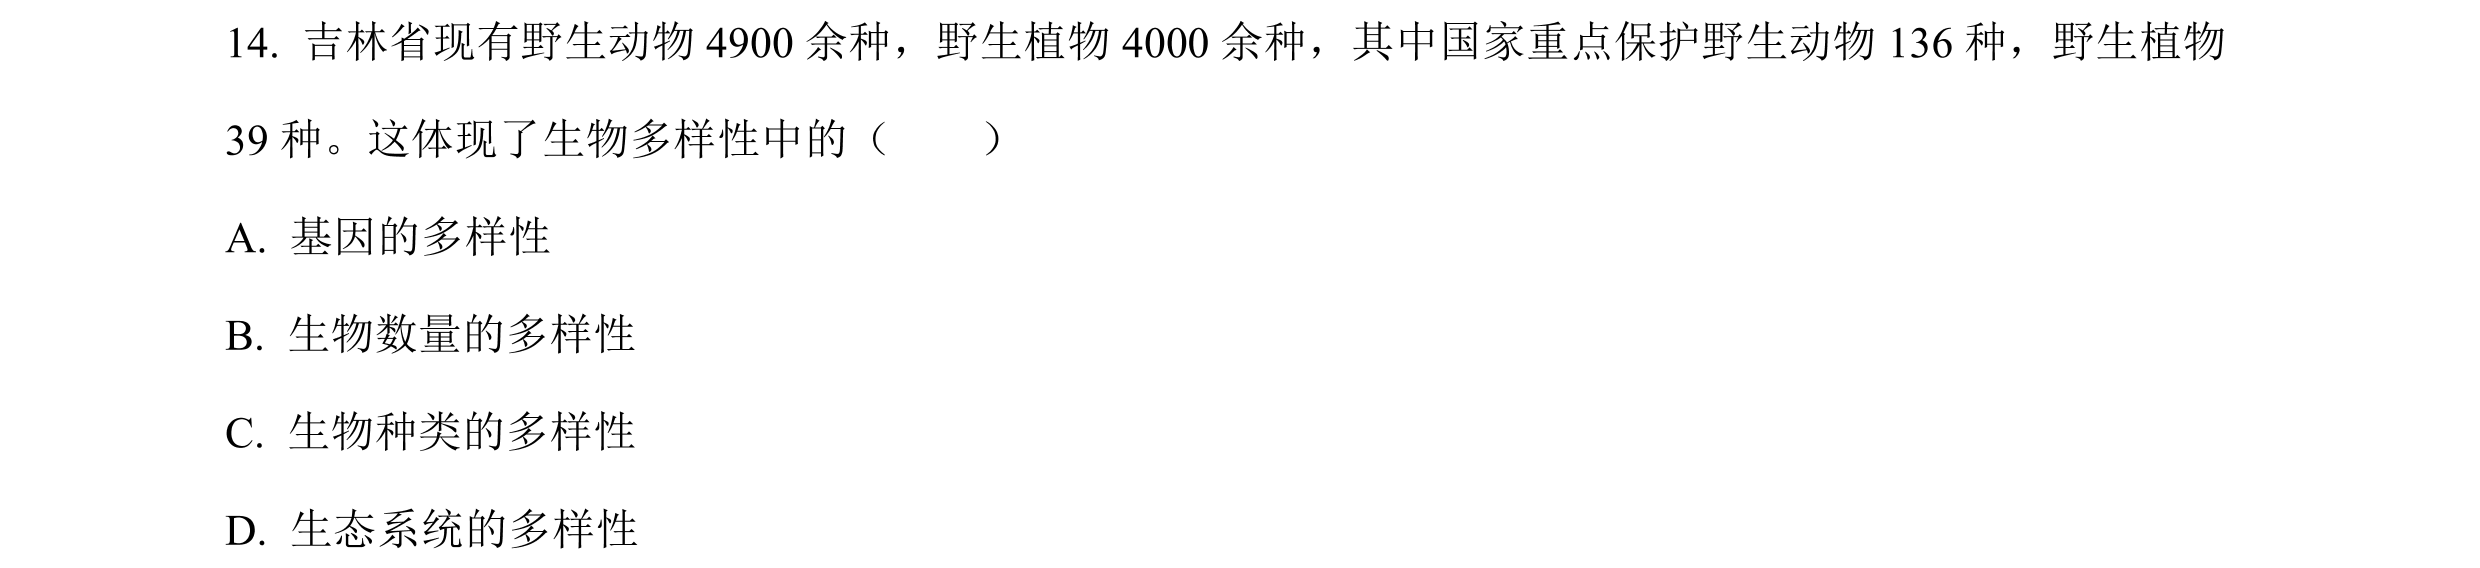 14. 吉林省现有野生动物 4900 余种，野生植物 4000 余种，其中国家重点保护野生动物 136 种，野生植物
39 种。这体现了生物多样性中的（　　）
A. 基因的多样性
B. 生物数量的多样性
C. 生物种类的多样性
D. 生态系统的多样性